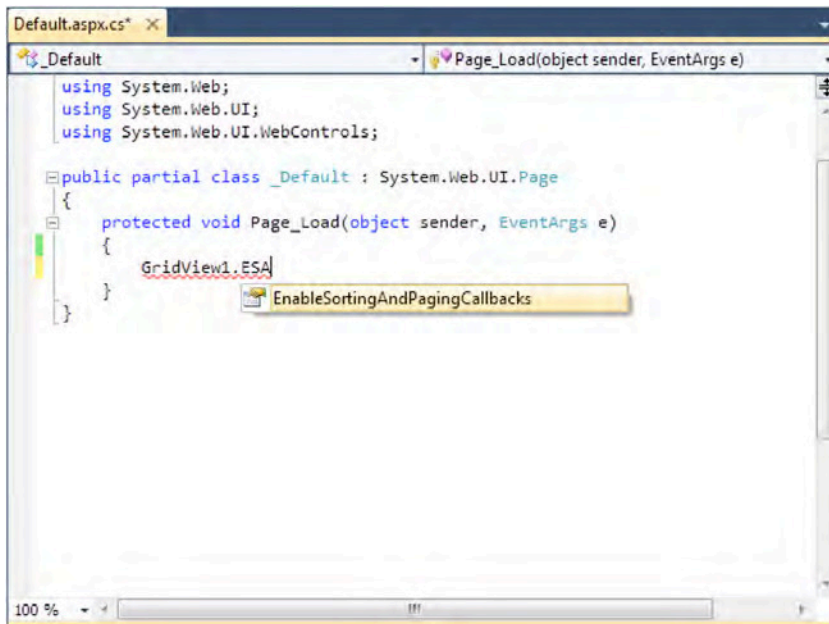 Default.aspx.cs*
_Default
Page_Load(object sender, EventArgs e)
using System.Web;
using System.Web.UI;
using System.Web.UI.WebControls;
public partial class _Default : System.Web.UI.Page
{
protected void Page_Load(object sender, EventArgs e)
{
GridView1.ESA
EnableSortingAndPagingCallbacks
}
}
100 %